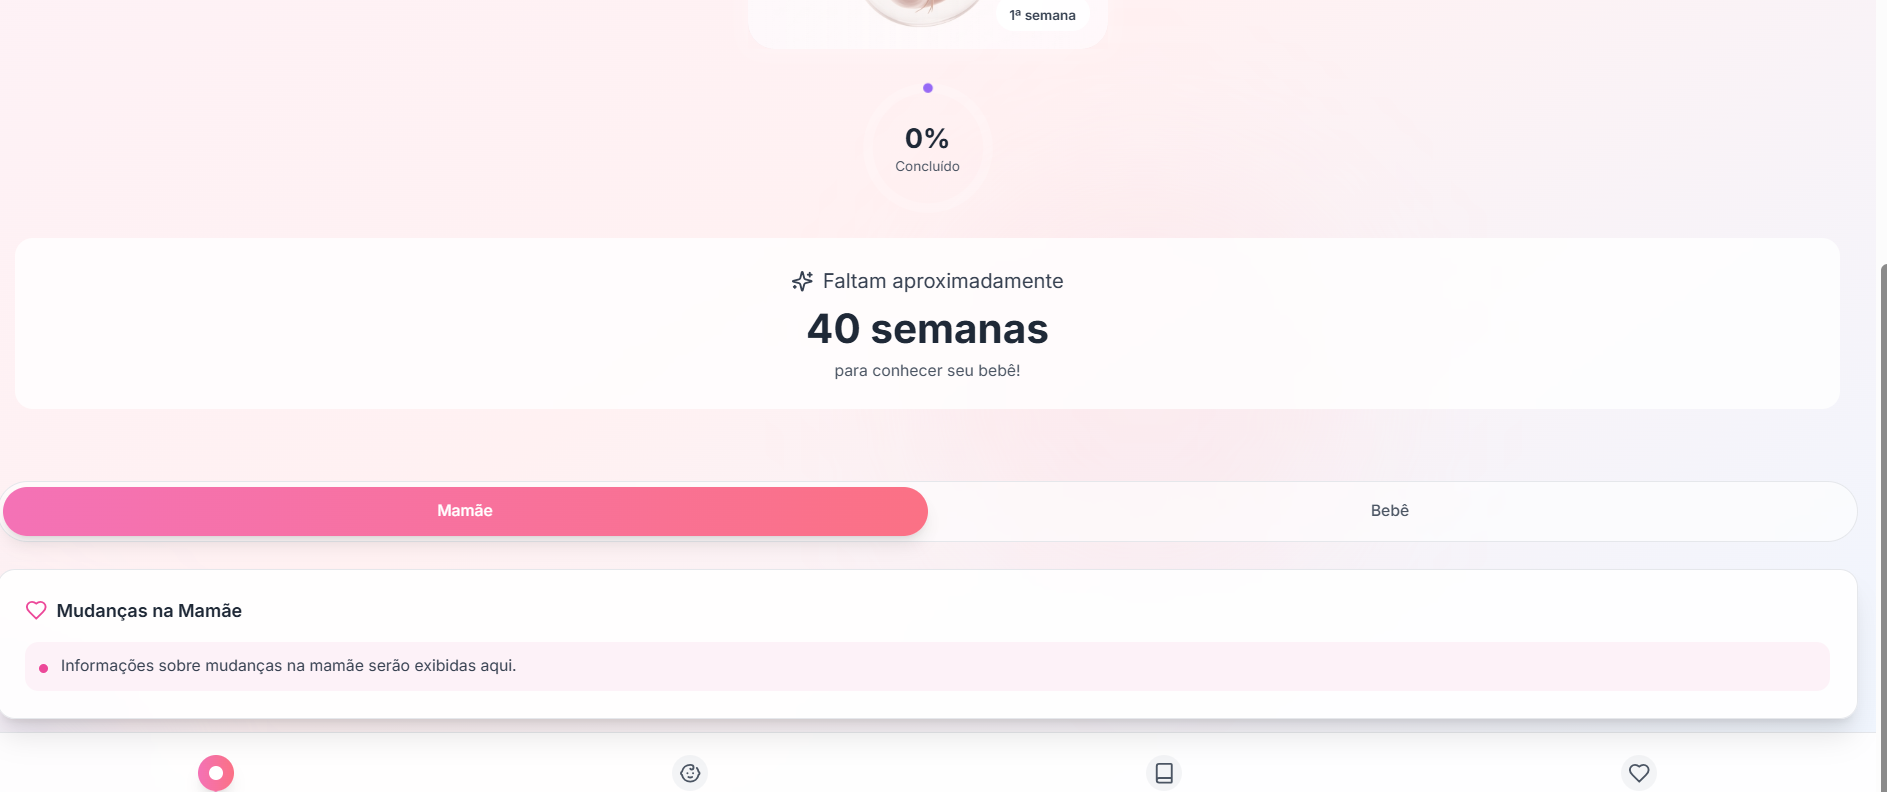 1ª semana
0%
Concluído
Faltam aproximadamente
40 semanas
para conhecer seu bebê!
Mamãe
Bebê
Mudanças na Mamãe
Informações sobre mudanças na mamãe serão exibidas aqui.